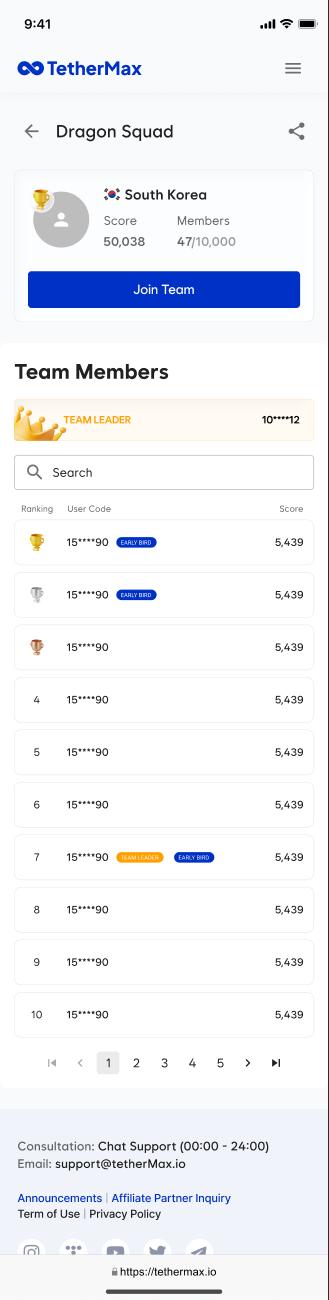 9:41
TetherMax
Dragon Squad
South Korea
Score Members
50,038 47/10,000
Join Team
Team Members
TEAM LEADER 10****12
Search
Ranking User Code Score
15****90 EARLY BIRD 5,439
15****90 EARLY BIRD 5,439
15****90 5,439
4 15****90 5,439
5 15****90 5,439
6 15****90 5,439
7 15****90 TEAM LEADER EARLY BIRD 5,439
8 15****90 5,439
9 15****90 5,439
10 15****90 5,439
1 2 3 4 5
Consultation: Chat Support (00:00 - 24:00)
Email: support@tetherMax.io
Announcements | Affiliate Partner Inquiry
Term of Use | Privacy Policy
https://tethermax.io